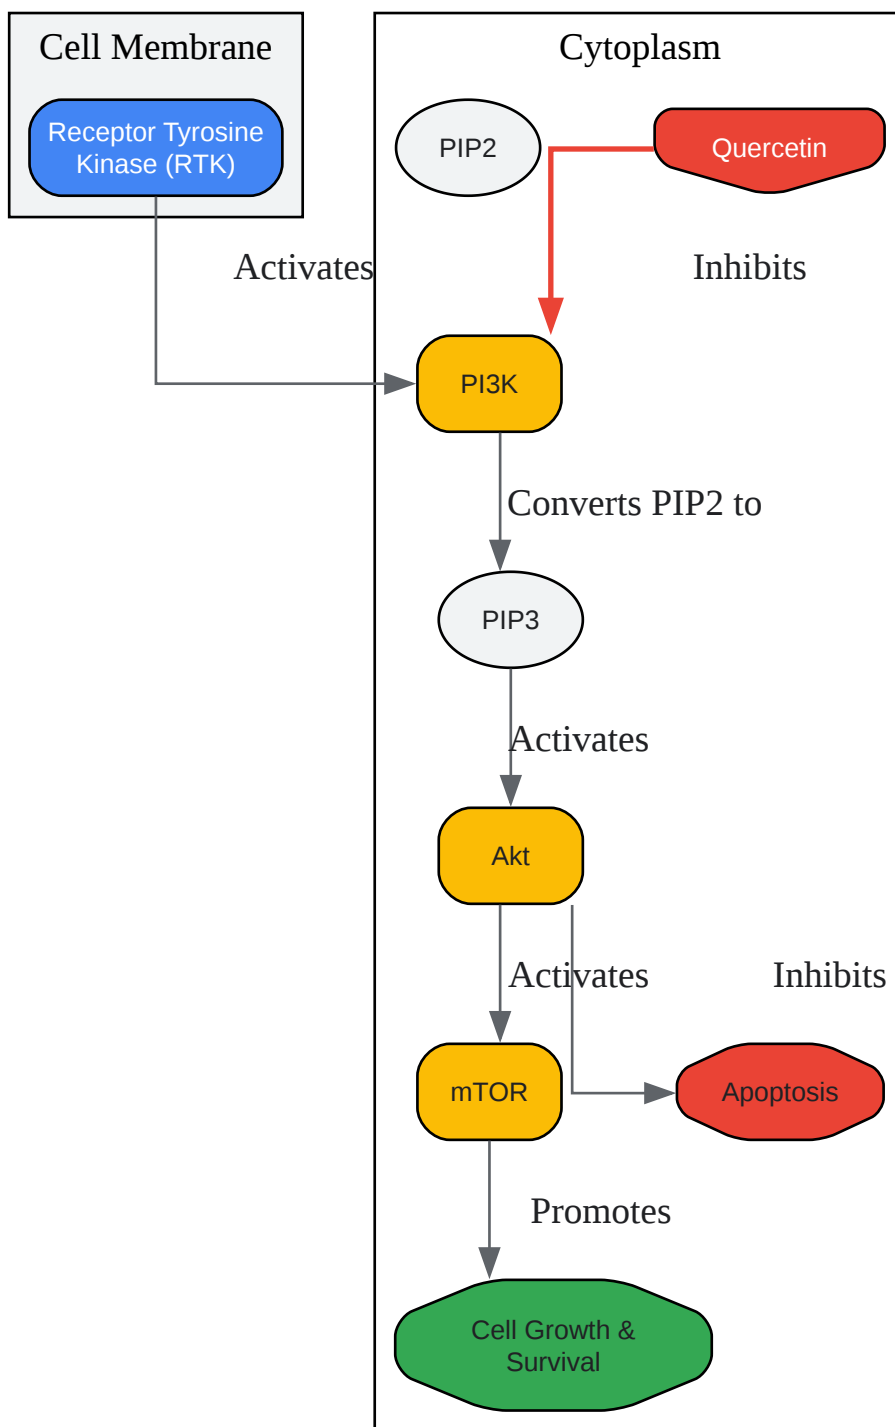 Cell Membrane
Cytoplasm
Receptor Tyrosine
Kinase (RTK)
PIP2
Quercetin
Activates
Inhibits
PI3K
Converts PIP2 to
PIP3
Activates
Akt
Activates
Inhibits
mTOR
Apoptosis
Promotes
Cell Growth &
Survival